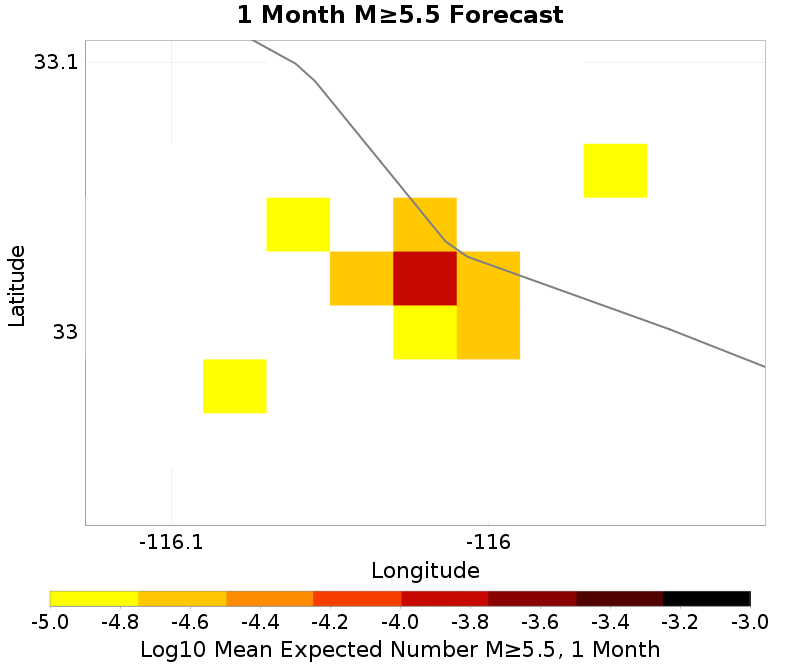 1 Month M≥5.5 Forecast
33.1
33
Latitude
-116.1
-116
Longitude
-5.0 -4.8 -4.6 -4.4 -4.2 -4.0 -3.8 -3.6 -3.4 -3.2 -3.0
Log10 Mean Expected Number M≥5.5, 1 Month